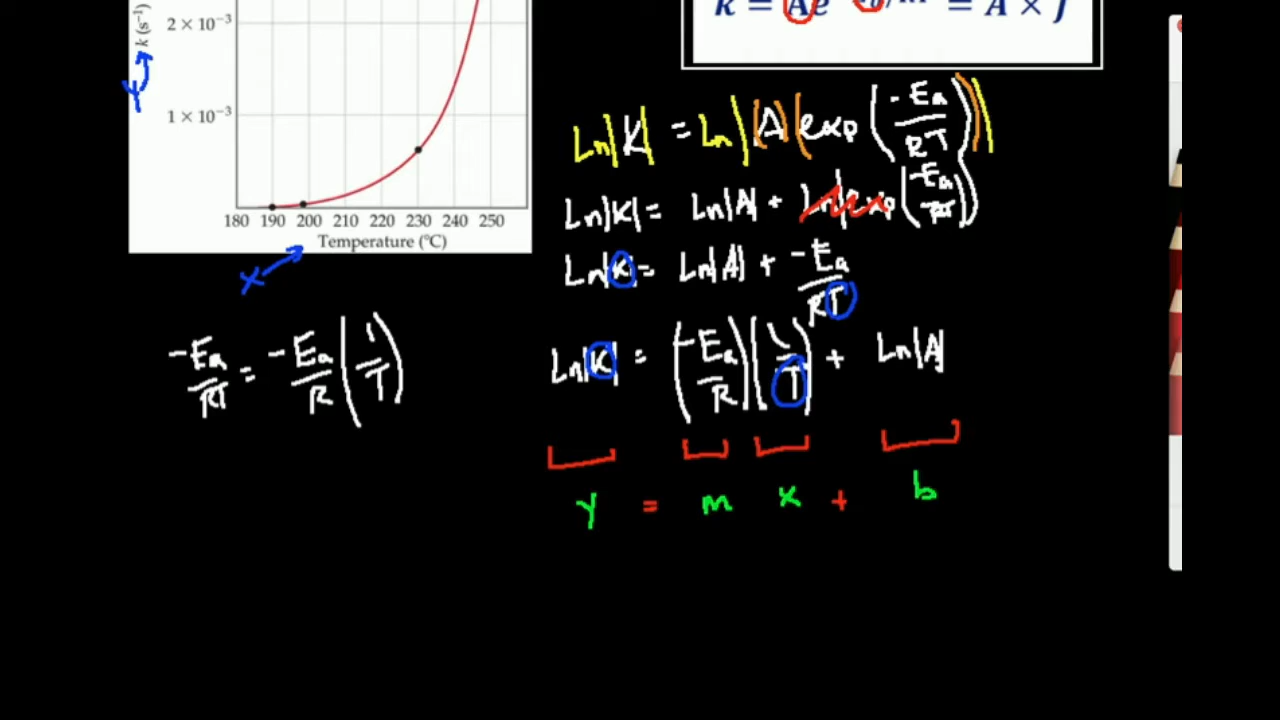 2 × 10⁻³
k (s⁻¹)
1 × 10⁻³
180 190 200 210 220 230 240 250
Temperature (°C)
y
x
= A × f
Ln|K| = Ln|(A)(exp(-Ea/RT))|
Ln|K| = Ln|A| + Ln|exp(-Ea/RT)|
Ln|K| = Ln|A| + -Ea/RT
-Ea/RT = -Ea/R (1/T)
Ln|K| = (-Ea/R)(1/T) + Ln|A|
y = m x + b